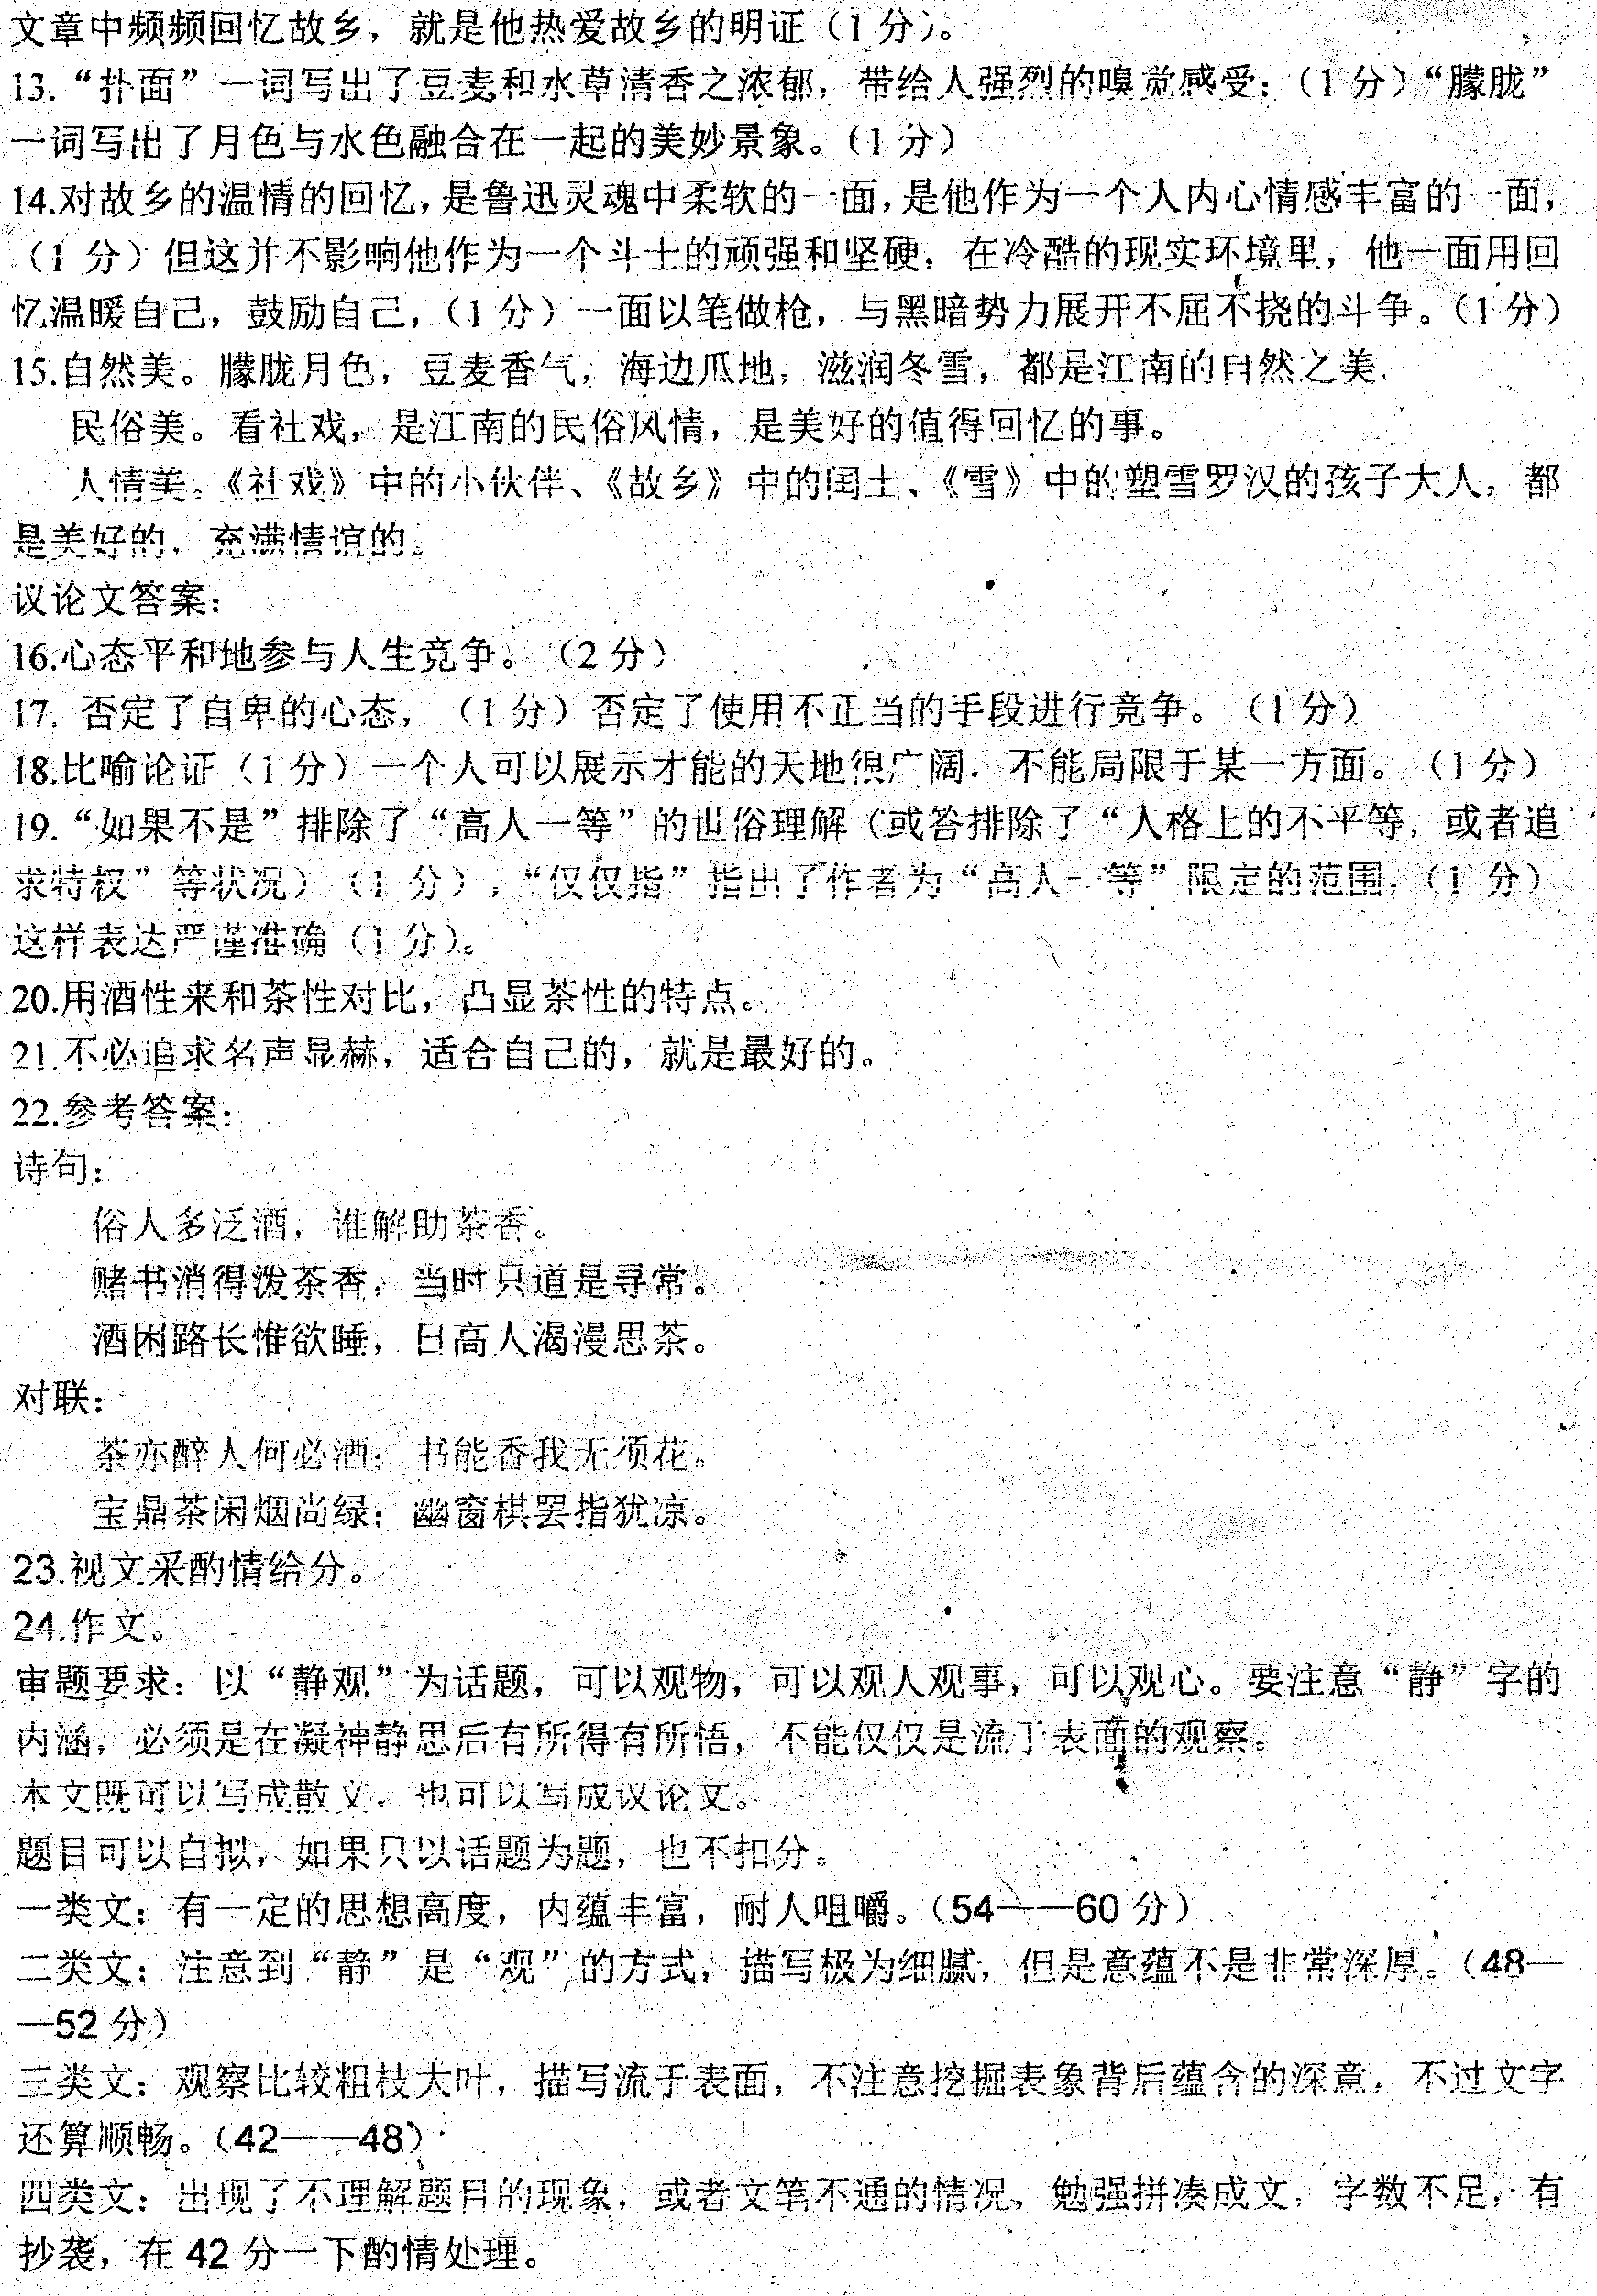 文章中频频回忆故乡，就是他热爱故乡的明证（1分）。
13.“扑面”一词写出了豆麦和水草清香之浓郁，带给人强烈的嗅觉感受；（1分）“朦胧”
一词写出了月色与水色融合在一起的美妙景象。（1分）
14.对故乡的温情的回忆，是鲁迅灵魂中柔软的一面，是他作为一个人内心情感丰富的一面，
（1分）但这并不影响他作为一个斗士的顽强和坚硬，在冷酷的现实环境里，他一面用回
忆温暖自己，鼓励自己，（1分）一面以笔做枪，与黑暗势力展开不屈不挠的斗争。（1分）
15.自然美。朦胧月色，豆麦香气，海边瓜地，滋润冬雪，都是江南的自然之美．
民俗美。看社戏，是江南的民俗风情，是美好的值得回忆的事。
人情美。《社戏》中的小伙伴、《故乡》中的闰土、《雪》中的塑雪罗汉的孩子大人，都
是美好的，充满情谊的。
议论文答案：
16.心态平和地参与人生竞争。（2分）
17. 否定了自卑的心态，（1分）否定了使用不正当的手段进行竞争。（1分）
18.比喻论证（1分）一个人可以展示才能的天地很广阔．不能局限于某一方面。（1分）
19.“如果不是”排除了“高人一等”的世俗理解（或答排除了“人格上的不平等，或者追
求特权”等状况）（1分），“仅仅指”指出了作者为“高人一等”限定的范围，（1分）
这样表达严谨准确（1分）。
20.用酒性来和茶性对比，凸显茶性的特点。
21.不必追求名声显赫，适合自己的，就是最好的。
22.参考答案：
诗句：
俗人多泛酒，谁解助茶香。
赌书消得泼茶香，当时只道是寻常。
酒困路长惟欲睡，日高人渴漫思茶。
对联：
茶亦醉人何必酒；书能香我无须花。
宝鼎茶闲烟尚绿；幽窗棋罢指犹凉。
23.视文采酌情给分。
24.作文。
审题要求：以“静观”为话题，可以观物，可以观人观事，可以观心。要注意“静”字的
内涵，必须是在凝神静思后有所得有所悟，不能仅仅是流于表面的观察。
本文既可以写成散文，也可以写成议论文。
题目可以自拟，如果只以话题为题，也不扣分。
一类文：有一定的思想高度，内蕴丰富，耐人咀嚼。（54——60分）
二类文：注意到“静”是“观”的方式，描写极为细腻，但是意蕴不是非常深厚。（48—
—52分）
三类文：观察比较粗枝大叶，描写流于表面，不注意挖掘表象背后蕴含的深意，不过文字
还算顺畅。（42——48）
四类文：出现了不理解题目的现象，或者文笔不通的情况，勉强拼凑成文，字数不足，有
抄袭，在42分一下酌情处理。